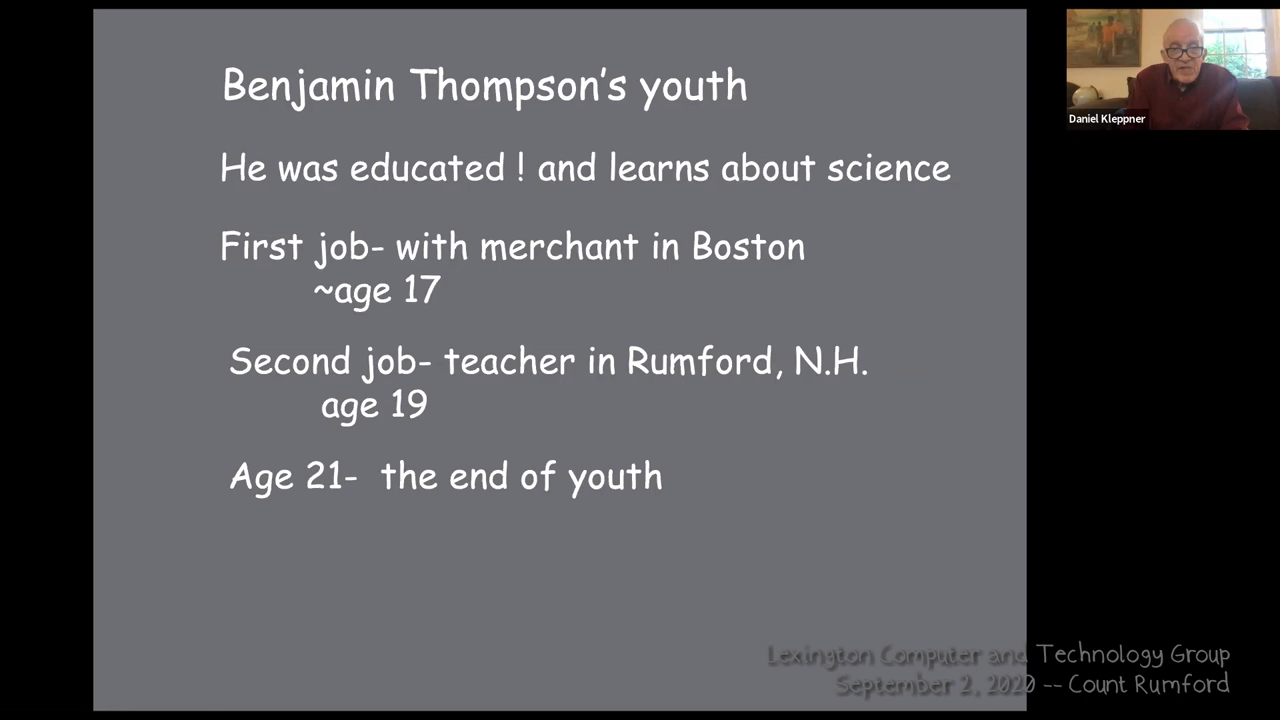 Benjamin Thompson's youth
He was educated ! and learns about science
First job- with merchant in Boston
~age 17
Second job- teacher in Rumford, N.H.
age 19
Age 21- the end of youth
Daniel Kleppner
Lexington Computer and Technology Group
September 2, 2020 -- Count Rumford